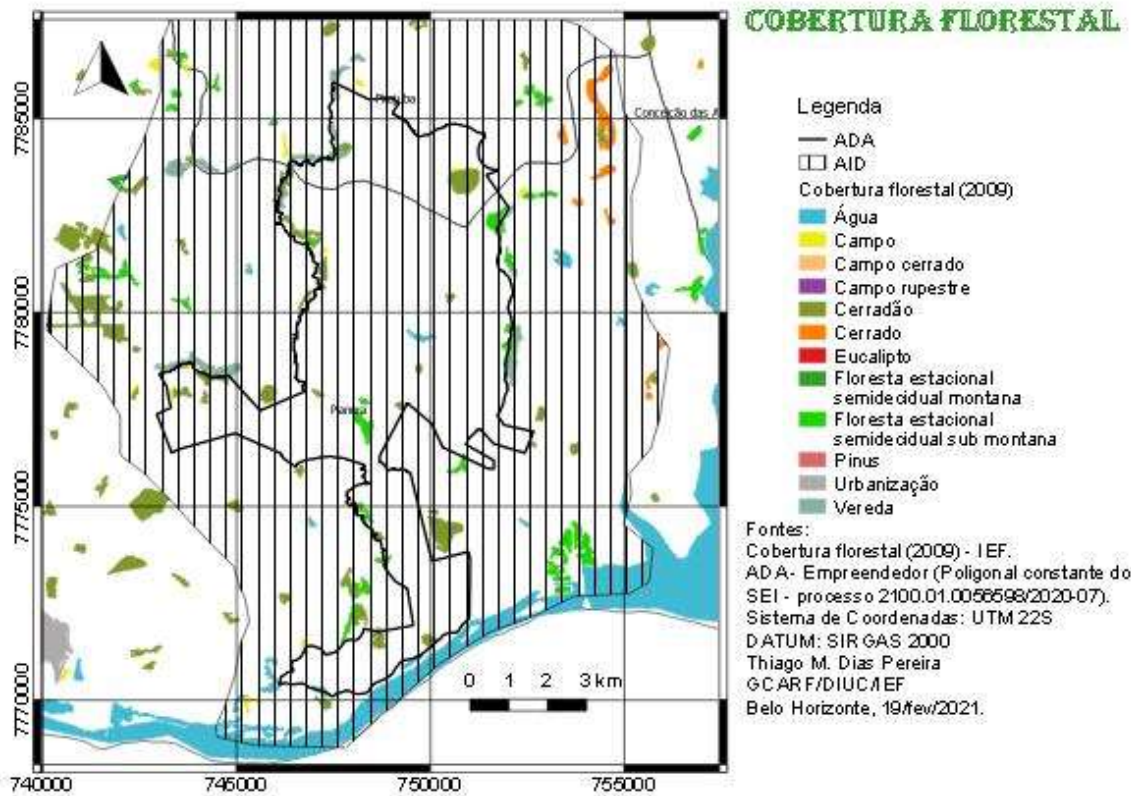 COBERTURA FLORESTAL
Pirajuba
Conceição das A
Planura
7785000
7780000
7775000
7770000
740000
745000
750000
755000
0 1 2 3 km
Legenda
ADA
AID
Cobertura florestal (2009)
Água
Campo
Campo cerrado
Campo rupestre
Cerradão
Cerrado
Eucalipto
Floresta estacional
semidecidual montana
Floresta estacional
semidecidual sub montana
Pinus
Urbanização
Vereda
Fontes:
Cobertura florestal (2009) - IEF.
ADA- Empreendedor (Poligonal constante do
SEI - processo 2100.01.0056598/2020-07).
Sistema de Coordenadas: UTM 22S
DATUM: SIRGAS 2000
Thiago M. Dias Pereira
GCARF/DIUC/IEF
Belo Horizonte, 19/fev/2021.